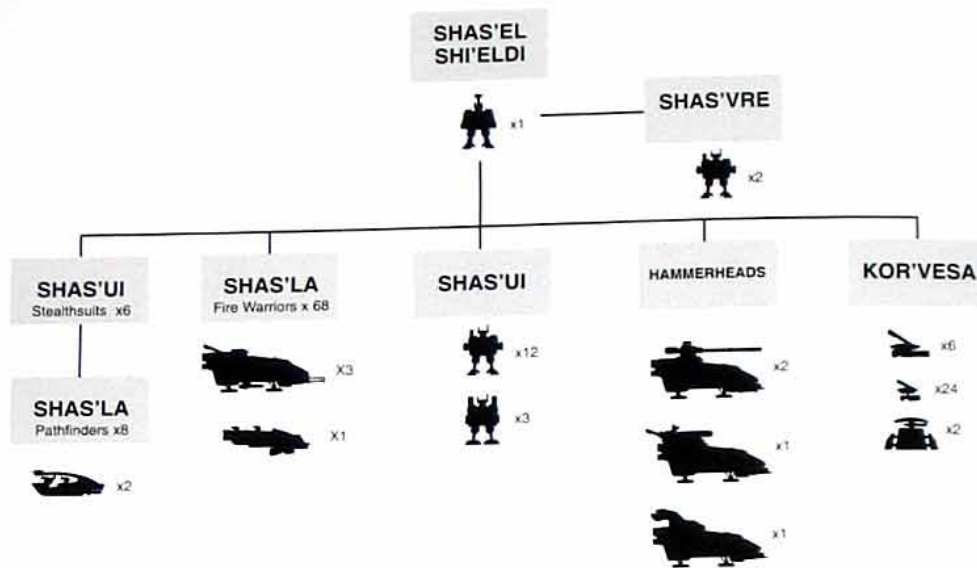 SHAS'EL
SHI'ELDI
x1
SHAS'VRE
x2
SHAS'UI
Stealthsuits x6
SHAS'LA
Fire Warriors x 68
X3
X1
SHAS'UI
x12
x3
HAMMERHEADS
x2
x1
x1
KOR'VESA
x6
x24
x2
SHAS'LA
Pathfinders x8
x2